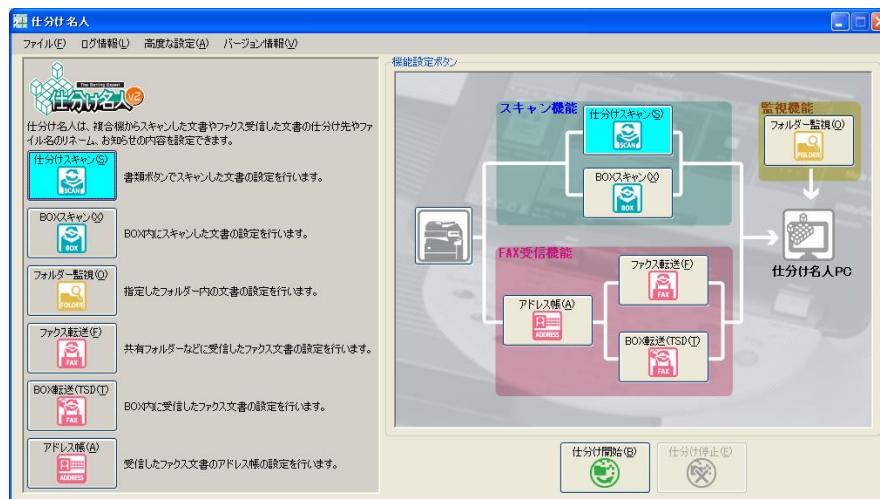 仕分け名人
ファイル(F) ログ情報(L) 高度な設定(A) バージョン情報(V)
The Sorting Expert
仕分け名人 V2
仕分け名人は、複合機からスキャンした文書やファクス受信した文書の仕分け先やファ
イル名のリネーム、お知らせの内容を設定できます。
仕分けスキャン(S)
SCAN
書類ボタンでスキャンした文書の設定を行います。
BOXスキャン(X)
BOX
BOX内にスキャンした文書の設定を行います。
フォルダー監視(O)
FOLDER
指定したフォルダー内の文書の設定を行います。
ファクス転送(F)
FAX
共有フォルダーなどに受信したファクス文書の設定を行います。
BOX転送(TSD(T)
FAX
BOX内に受信したファクス文書の設定を行います。
アドレス帳(A)
ADDRESS
受信したファクス文書のアドレス帳の設定を行います。
機能設定ボタン
スキャン機能
仕分けスキャン(S)
SCAN
BOXスキャン(X)
BOX
監視機能
フォルダー監視(O)
FOLDER
仕分け名人PC
FAX受信機能
アドレス帳(A)
ADDRESS
ファクス転送(F)
FAX
BOX転送(TSD(T)
FAX
仕分け開始(B)
仕分け停止(E)